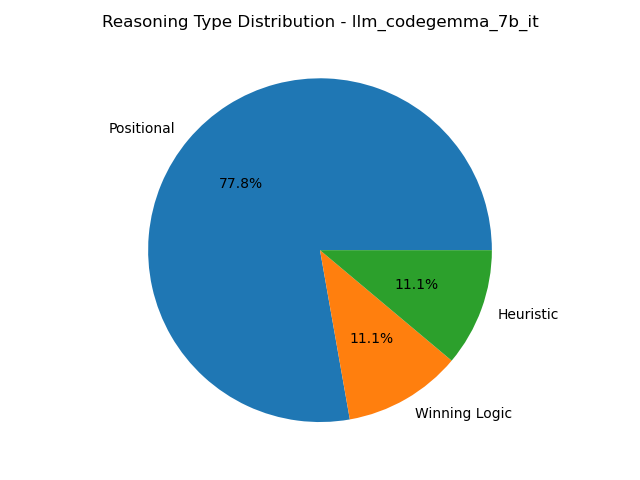 Reasoning Type Distribution - llm_codegemma_7b_it
Positional
77.8%
11.1%
Heuristic
11.1%
Winning Logic